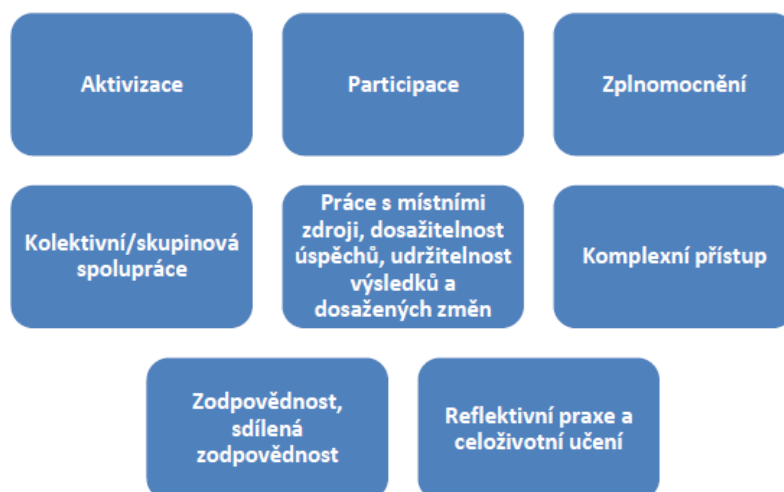 Aktivizace
Participace
Zplnomocnění
Kolektivní/skupinová
spolupráce
Práce s místními
zdroji, dosažitelnost
úspěchů, udržitelnost
výsledků a
dosažených změn
Komplexní přístup
Zodpovědnost,
sdílená
zodpovědnost
Reflektivní praxe a
celoživotní učení